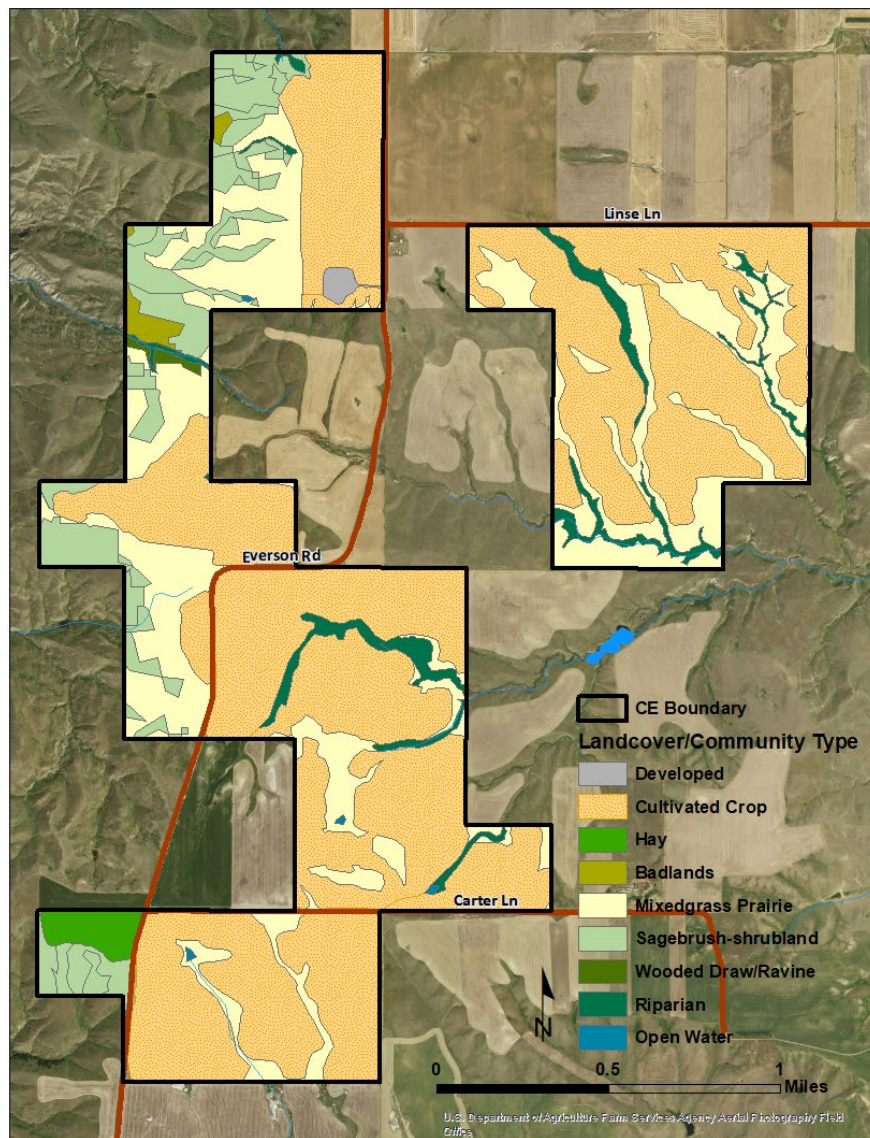 Linse Ln
Everson Rd
CE Boundary
Landcover/Community Type
Developed
Cultivated Crop
Hay
Badlands
Mixedgrass Prairie
Sagebrush-shrubland
Wooded Draw/Ravine
Riparian
Open Water
Carter Ln
N
0 0.5 1
Miles
U.S. Department of Agriculture Farm Services Agency Aerial Photography Field
Office